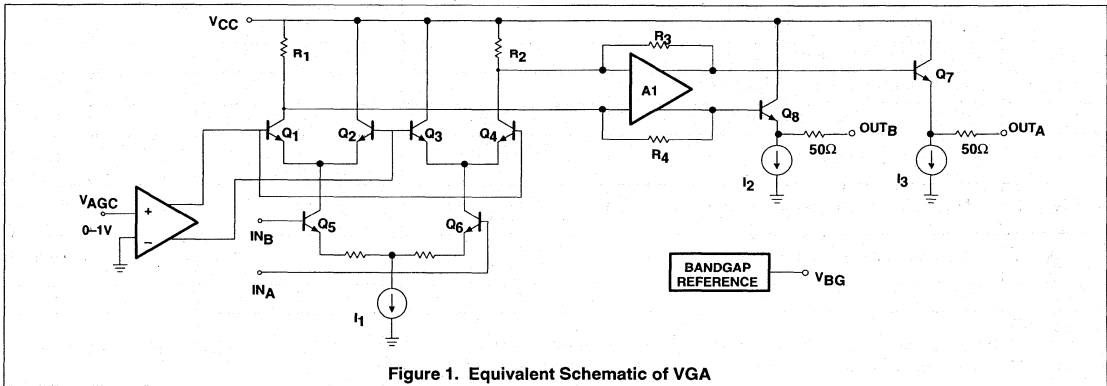 VCC
R1
R2
R3
A1
Q7
Q8
Q1
Q2
Q3
Q4
R4
OUTB
OUTA
50Ω
50Ω
I2
I3
VAGC
+
0–1V
–
INB
Q5
Q6
INA
I1
BANDGAP
REFERENCE
VBG
Figure 1. Equivalent Schematic of VGA